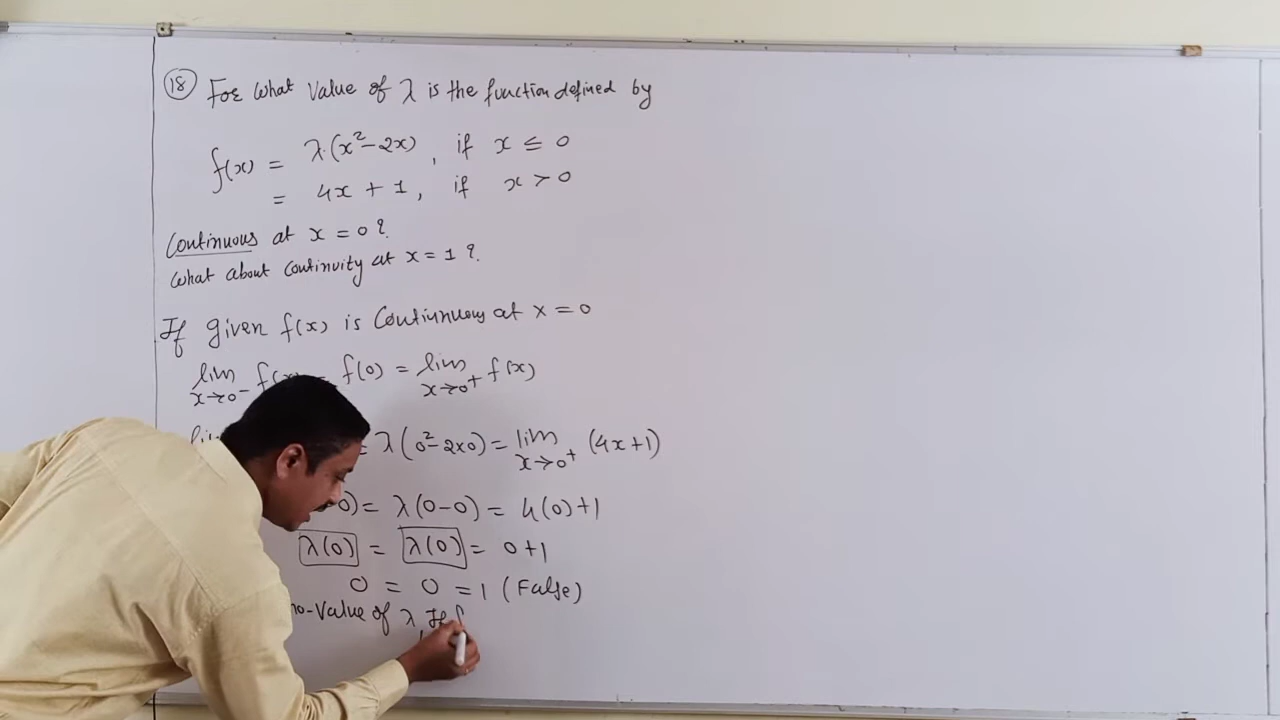 18 For what value of λ is the function defined by
f(x) = λ.(x²-2x), if x ≤ 0
= 4x + 1, if x > 0
Continuous at x = 0 ?
What about continuity at x = 1 ?
If given f(x) is Continuous at x = 0
lim x→0⁻ f(x) = f(0) = lim x→0⁺ f(x)
= λ(0²-2x0) = lim x→0⁺ (4x+1)
= λ(0-0) = 4(0)+1
λ(0) = λ(0) = 0+1
0 = 0 = 1 (False)
no-value of λ the